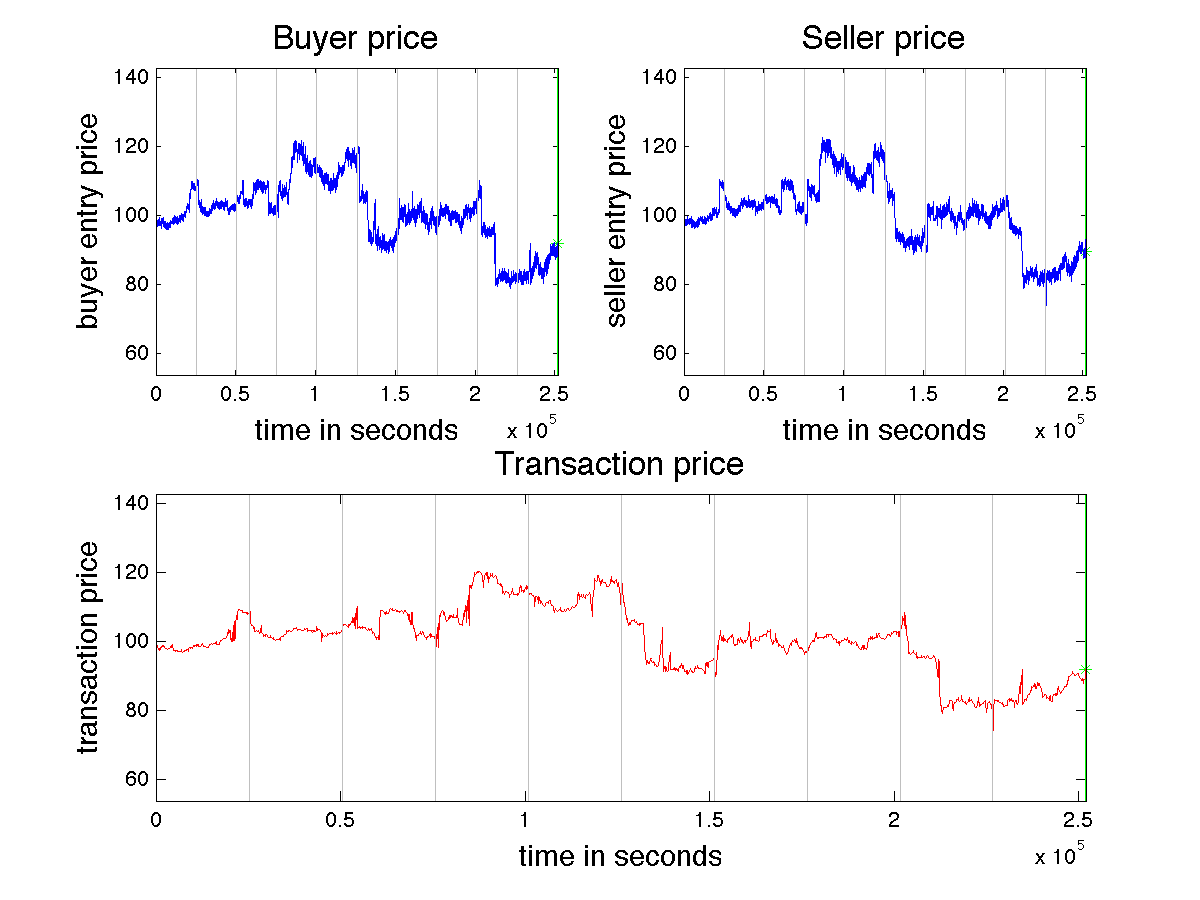 Buyer price
Seller price
buyer entry price
140
120
100
80
60
0 0.5 1 1.5 2 2.5
x 10^5
time in seconds
seller entry price
140
120
100
80
60
0 0.5 1 1.5 2 2.5
x 10^5
time in seconds
Transaction price
transaction price
140
120
100
80
60
0 0.5 1 1.5 2 2.5
x 10^5
time in seconds